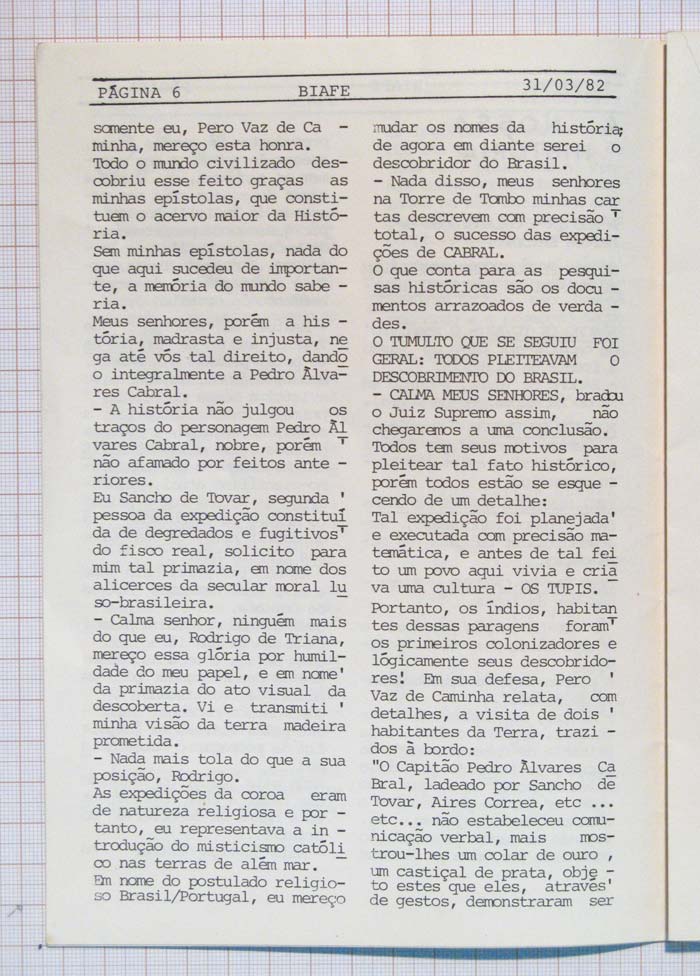 PÁGINA 6 BIAFE 31/03/82
somente eu, Pero Vaz de Ca -
minha, mereço esta honra.
Todo o mundo civilizado des-
cobriu esse feito graças as
minhas epístolas, que consti-
tuem o acervo maior da Histó-
ria.
Sem minhas epístolas, nada do
que aqui sucedeu de importan-
te, a memória do mundo sabe -
ria.
Meus senhores, porém a his -
tória, madrasta e injusta, ne
ga até vós tal direito, dando
o integralmente a Pedro Álva-
res Cabral.
- A história não julgou os
traços do personagem Pedro Ál
vares Cabral, nobre, porém '
não afamado por feitos ante -
riores.
Eu Sancho de Tovar, segunda '
pessoa da expedição constituí
da de degredados e fugitivos'
do fisco real, solicito para
mim tal primazia, em nome dos
alicerces da secular moral lu
so-brasileira.
- Calma senhor, ninguém mais
do que eu, Rodrigo de Triana,
mereço essa glória por humil-
dade do meu papel, e em nome'
da primazia do ato visual da
descoberta. Vi e transmiti '
minha visão da terra madeira
prometida.
- Nada mais tola do que a sua
posição, Rodrigo.
As expedições da coroa eram
de natureza religiosa e por -
tanto, eu representava a in -
trodução do misticismo católi
co nas terras de além mar.
Em nome do postulado religio-
so Brasil/Portugal, eu mereço
mudar os nomes da história;
de agora em diante serei o
descobridor do Brasil.
- Nada disso, meus senhores
na Torre de Tombo minhas car
tas descrevem com precisão '
total, o sucesso das expedi-
ções de CABRAL.
O que conta para as pesqui-
sas históricas são os docu -
mentos arrazoados de verda -
des.
O TUMULTO QUE SE SEGUIU FOI
GERAL: TODOS PLEITEAVAM O
DESCOBRIMENTO DO BRASIL.
- CALMA MEUS SENHORES, bradou
o Juiz Supremo assim, não
chegaremos a uma conclusão.
Todos tem seus motivos para
pleitear tal fato histórico,
porém todos estão se esque -
cendo de um detalhe:
Tal expedição foi planejada'
e executada com precisão ma-
temática, e antes de tal fei
to um povo aqui vivia e cria
va uma cultura - OS TUPIS.
Portanto, os índios, habitan
tes dessas paragens foram'
os primeiros colonizadores e
lógicamente seus descobrido-
res! Em sua defesa, Pero '
Vaz de Caminha relata, com
detalhes, a visita de dois '
habitantes da Terra, trazi -
dos à bordo:
"O Capitão Pedro Álvares Ca
Bral, ladeado por Sancho de
Tovar, Aires Correa, etc ...
etc... não estabeleceu comu-
nicação verbal, mais mos-
trou-lhes um colar de ouro ,
um castiçal de prata, obje -
to estes que eles, através'
de gestos, demonstraram ser